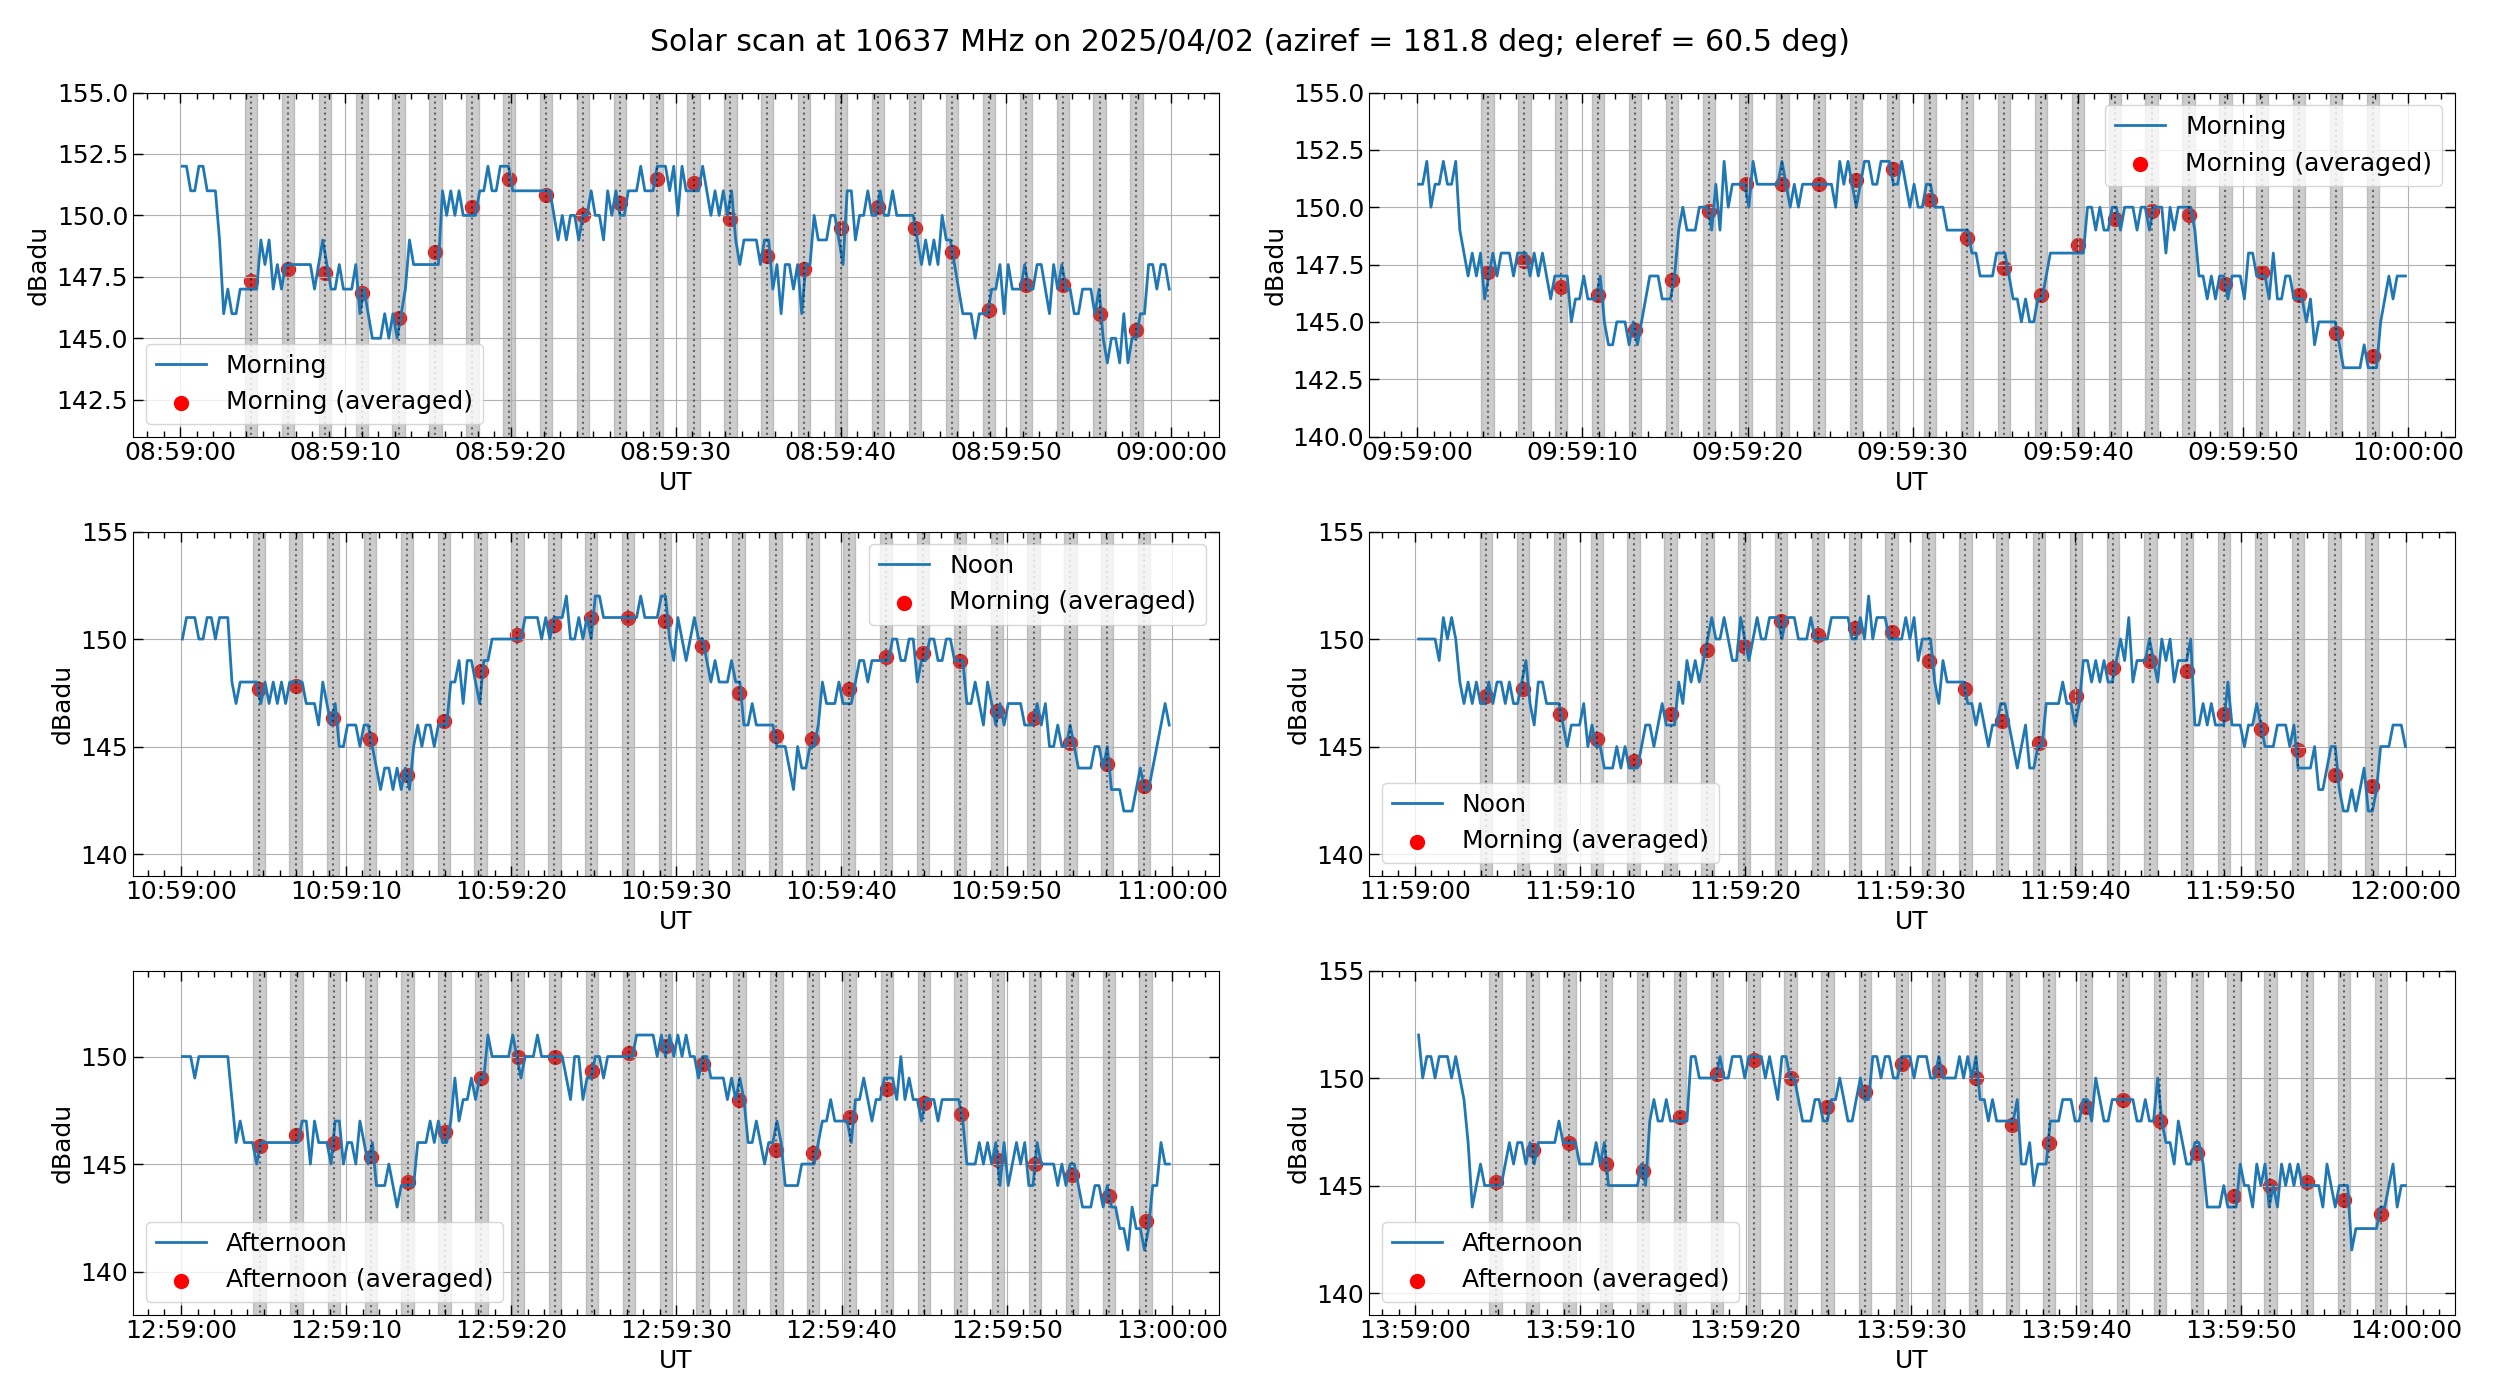 Solar scan at 10637 MHz on 2025/04/02 (aziref = 181.8 deg; eleref = 60.5 deg)
155.0
152.5
150.0
147.5
145.0
142.5
dBadu
Morning
Morning (averaged)
08:59:00 08:59:10 08:59:20 08:59:30 08:59:40 08:59:50 09:00:00
UT
155.0
152.5
150.0
147.5
145.0
142.5
140.0
dBadu
Morning
Morning (averaged)
09:59:00 09:59:10 09:59:20 09:59:30 09:59:40 09:59:50 10:00:00
UT
155
150
145
140
dBadu
Noon
Morning (averaged)
10:59:00 10:59:10 10:59:20 10:59:30 10:59:40 10:59:50 11:00:00
UT
155
150
145
140
dBadu
Noon
Morning (averaged)
11:59:00 11:59:10 11:59:20 11:59:30 11:59:40 11:59:50 12:00:00
UT
150
145
140
dBadu
Afternoon
Afternoon (averaged)
12:59:00 12:59:10 12:59:20 12:59:30 12:59:40 12:59:50 13:00:00
UT
155
150
145
140
dBadu
Afternoon
Afternoon (averaged)
13:59:00 13:59:10 13:59:20 13:59:30 13:59:40 13:59:50 14:00:00
UT